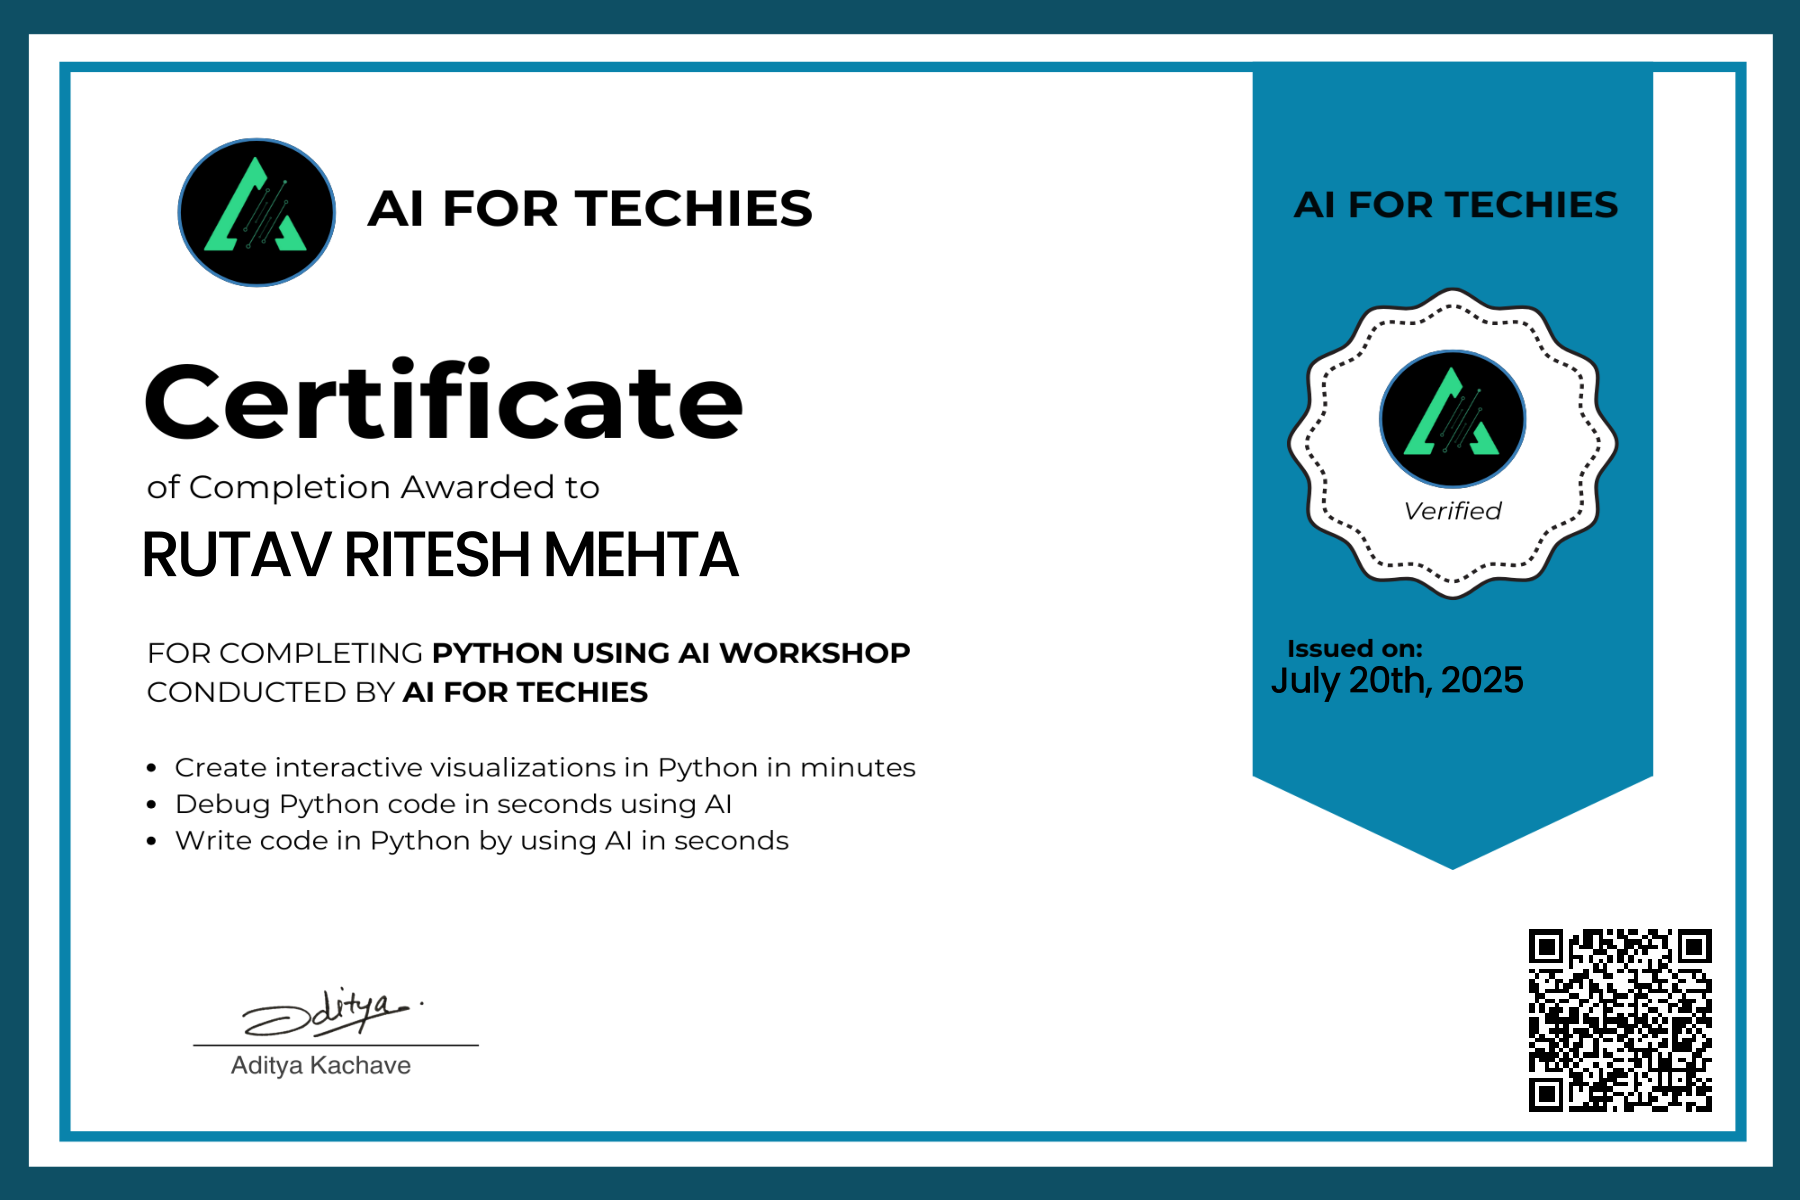 AI FOR TECHIES
Certificate
of Completion Awarded to
RUTAV RITESH MEHTA
FOR COMPLETING PYTHON USING AI WORKSHOP
CONDUCTED BY AI FOR TECHIES
• Create interactive visualizations in Python in minutes
• Debug Python code in seconds using AI
• Write code in Python by using AI in seconds
Aditya
Aditya Kachave
AI FOR TECHIES
Verified
Issued on:
July 20th, 2025